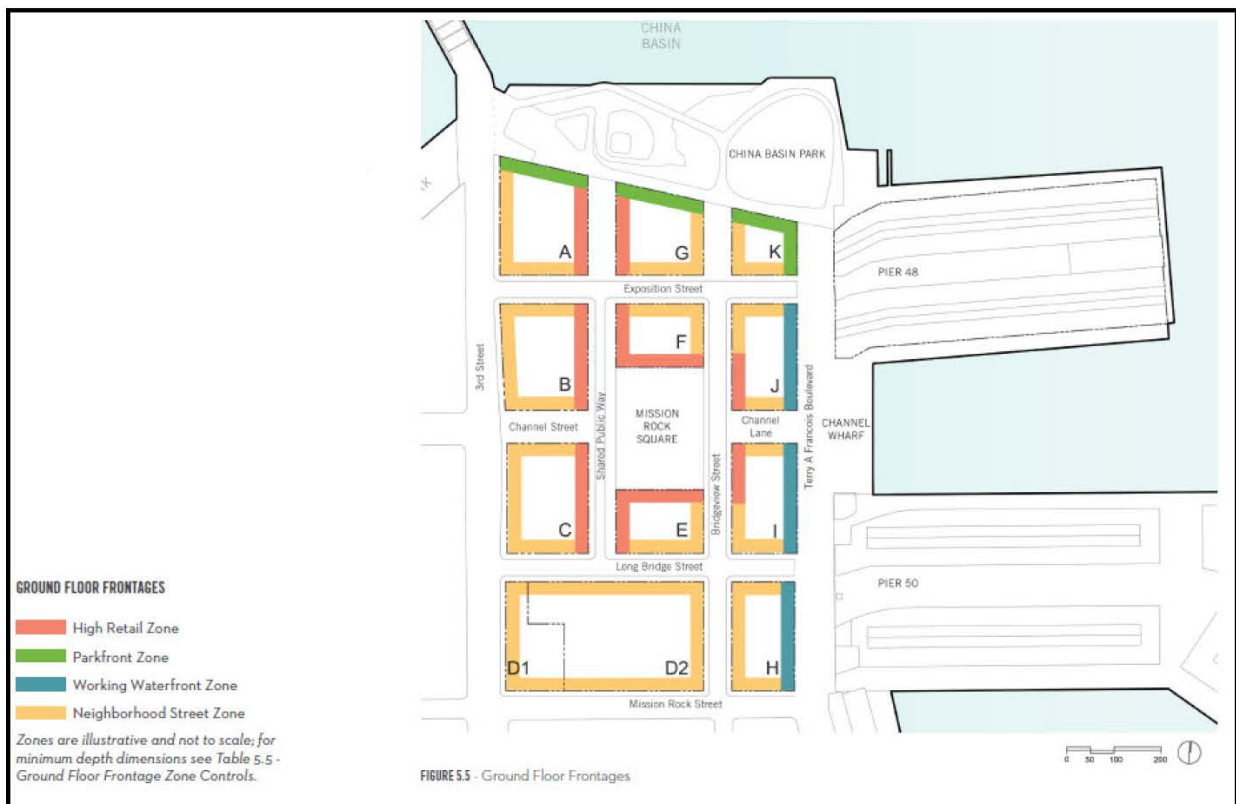 CHINA
BASIN
CHINA BASIN PARK
A
G
K
PIER 48
Exposition Street
3rd Street
B
F
J
Shared Public Way
MISSION
ROCK
SQUARE
Channel Street
Channel
Lane
Terry A Francois Boulevard
CHANNEL
WHARF
Bridgeview Street
C
E
I
Long Bridge Street
PIER 50
D1
D2
H
Mission Rock Street
GROUND FLOOR FRONTAGES
High Retail Zone
Parkfront Zone
Working Waterfront Zone
Neighborhood Street Zone
Zones are illustrative and not to scale; for
minimum depth dimensions see Table 5.5 -
Ground Floor Frontage Zone Controls.
FIGURE 5.5 - Ground Floor Frontages
0 50 100 200